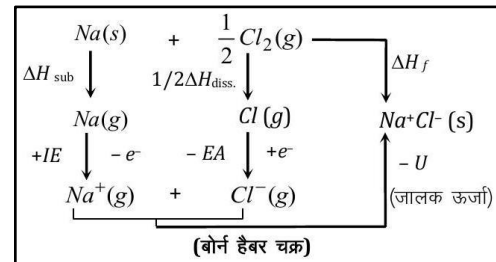 Na(s) + 1/2 Cl₂(g)
ΔH sub 1/2ΔHdiss. ΔH f
Na(g) Cl(g) Na⁺Cl⁻(s)
+IE – e⁻ – EA +e⁻ – U
Na⁺(g) + Cl⁻(g) (जालक ऊर्जा)
(बोर्न हैबर चक्र)